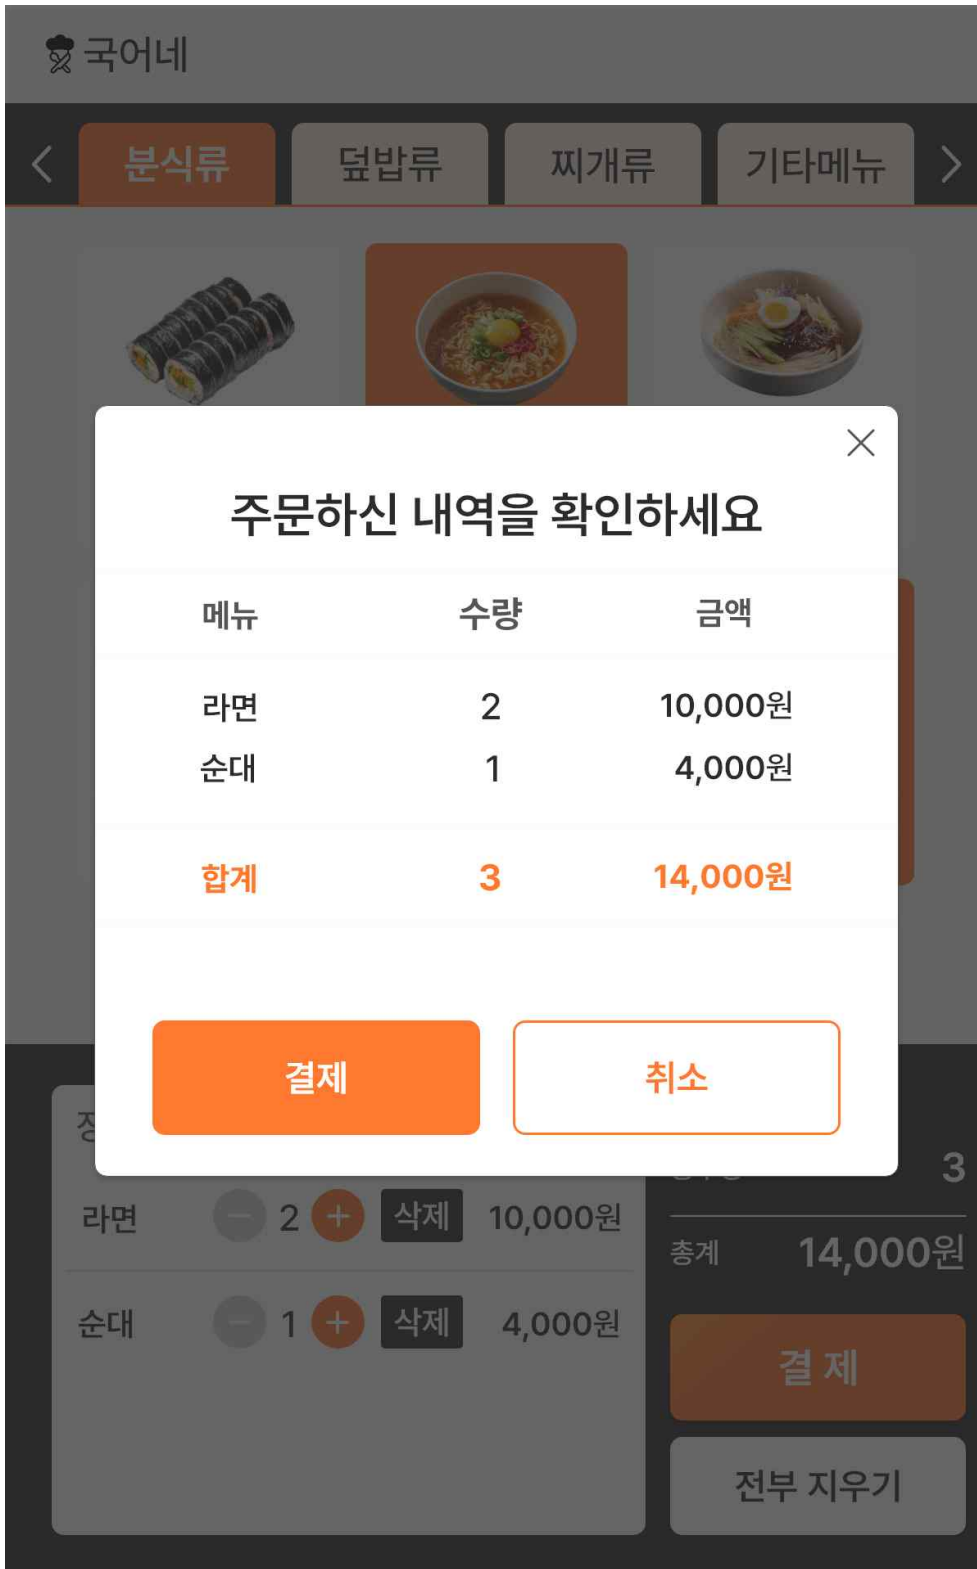 국어네
분식류 덮밥류 찌개류 기타메뉴
주문하신 내역을 확인하세요
메뉴 수량 금액
라면 2 10,000원
순대 1 4,000원
합계 3 14,000원
결제 취소
3
라면 2 삭제 10,000원
총계 14,000원
순대 1 삭제 4,000원
결제
전부 지우기